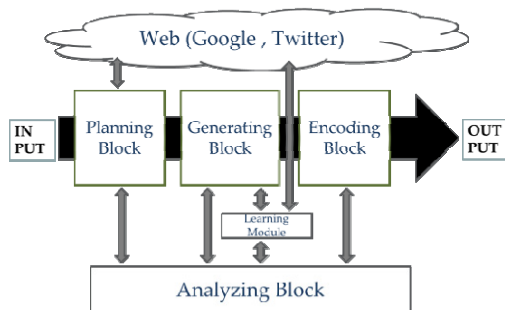 Web (Google , Twitter)
IN
PUT
Planning
Block
Generating
Block
Encoding
Block
OUT
PUT
Learning
Module
Analyzing Block